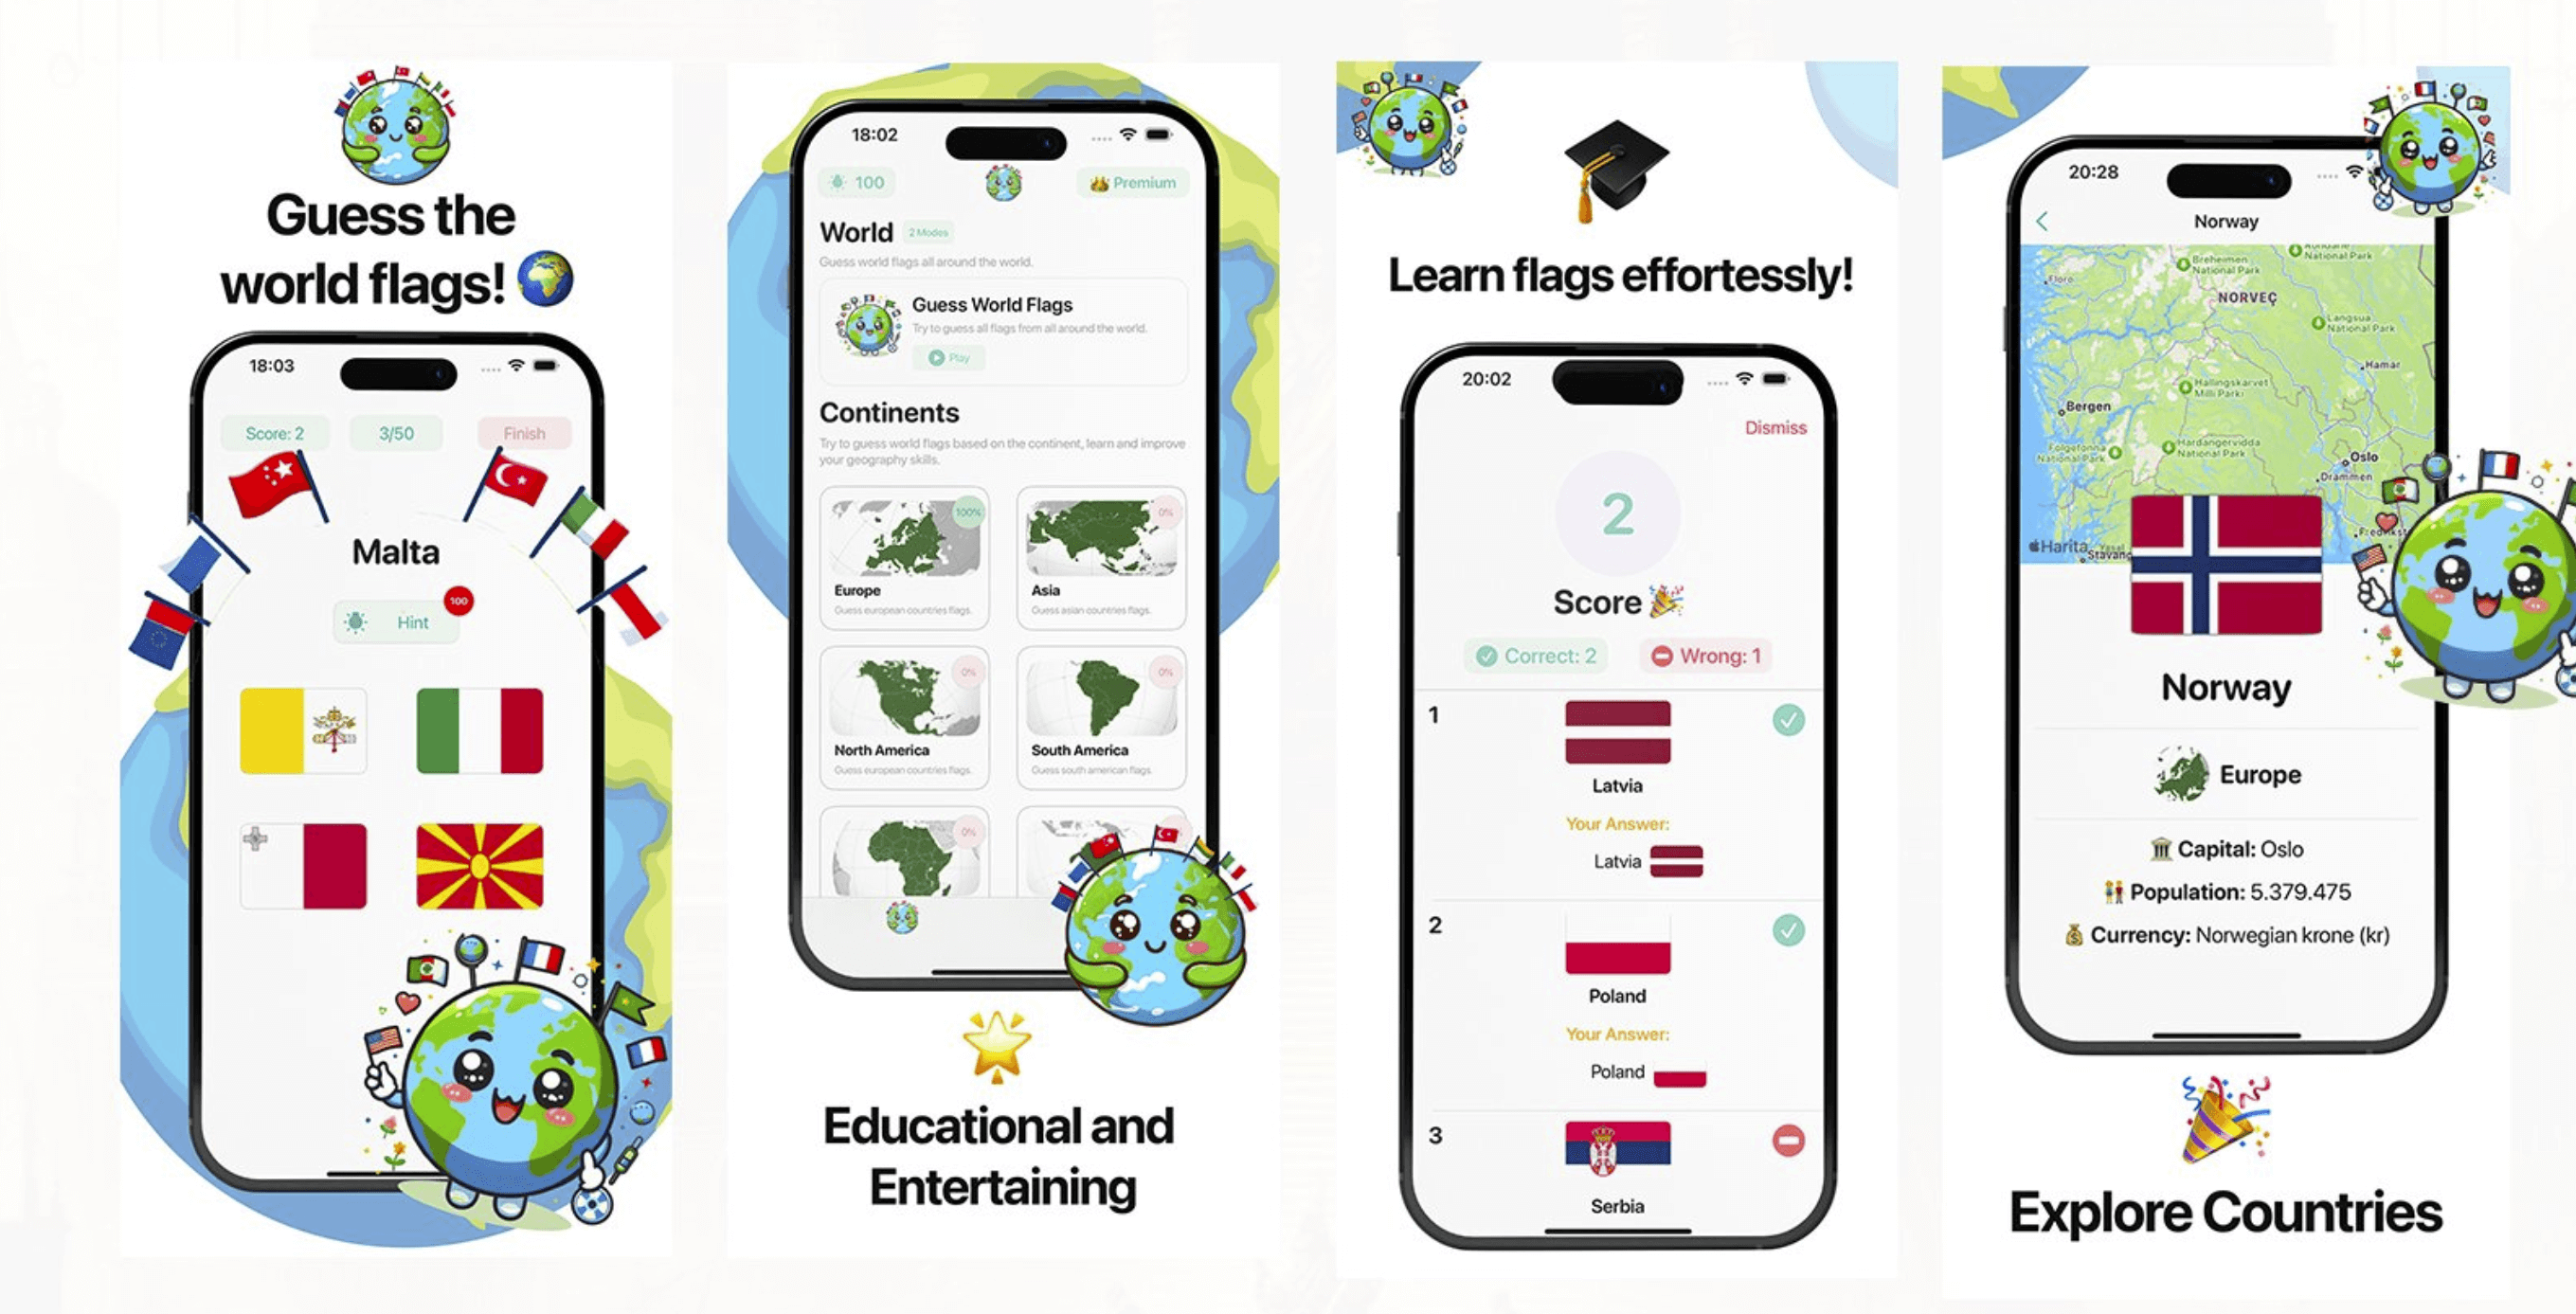 Guess the
world flags!
18:03
Score: 2
3/50
Finish
Malta
100
Hint
18:02
100
Premium
World
2 Modes
Guess world flags all around the world.
Guess World Flags
Try to guess all flags from all around the world.
Play
Continents
Try to guess world flags based on the continent, learn and improve
your geography skills.
100%
0%
Europe
Asia
Guess european countries flags.
Guess asian countries flags.
0%
0%
North America
South America
Guess european countries flags.
Guess south american flags.
0%
Educational and
Entertaining
Learn flags effortessly!
20:02
Dismiss
2
Score
Correct: 2
Wrong: 1
1
Latvia
Your Answer:
Latvia
2
Poland
Your Answer:
Poland
3
Serbia
20:28
Norway
Breheimen
National Park
National Park
Florø
NORVEÇ
Langsua
National Park
Hamar
Hallingskarvet
Milli Parkı
Bergen
Hardangervidda
National Park
Folgefonna
National Park
Oslo
Drammen
Harita
Yasal
Norway
Europe
Capital: Oslo
Population: 5.379.475
Currency: Norwegian krone (kr)
Explore Countries